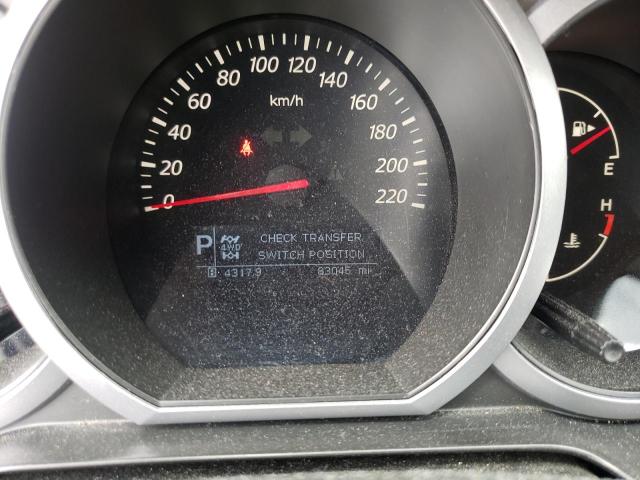 0 20 40 60 80 100 120 140 160 180 200 220
km/h
P 4WD CHECK TRANSFER
SWITCH POSITION
B 4317.9 83045 mi
E
H